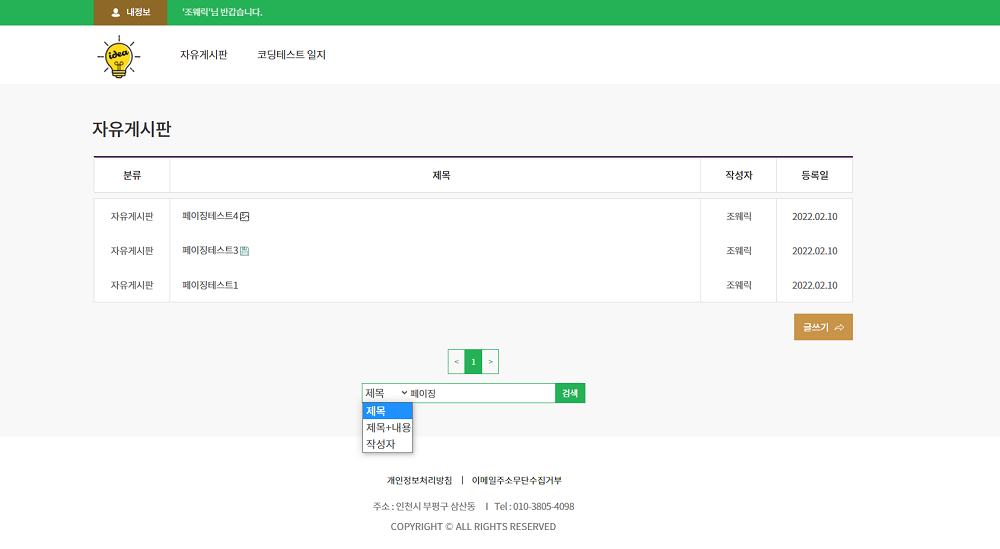 내정보 '조웨릭'님 반갑습니다.
idea 자유게시판 코딩테스트 일지
자유게시판
분류 제목 작성자 등록일
자유게시판 페이징테스트4 조웨릭 2022.02.10
자유게시판 페이징테스트3 조웨릭 2022.02.10
자유게시판 페이징테스트1 조웨릭 2022.02.10
글쓰기
< 1 >
제목 페이징 검색
제목
제목+내용
작성자
개인정보처리방침 | 이메일주소무단수집거부
주소 : 인천시 부평구 삼산동 | Tel : 010-3805-4098
COPYRIGHT © ALL RIGHTS RESERVED